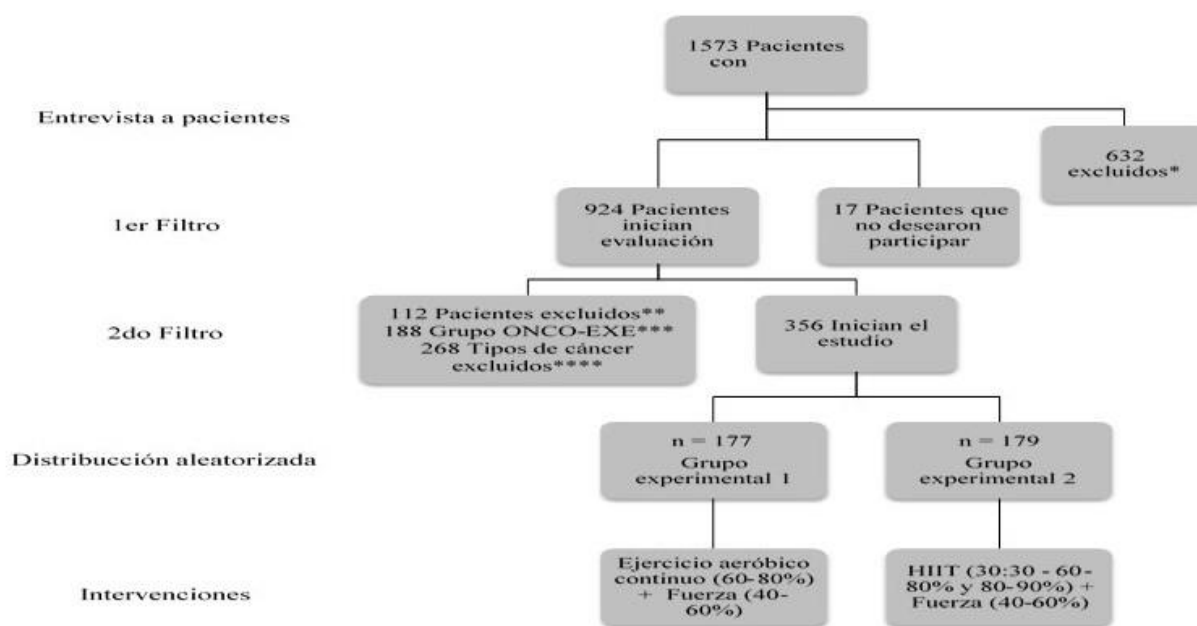 1573 Pacientes
con
Entrevista a pacientes
632
excluidos*
1er Filtro
924 Pacientes
inician
evaluación
17 Pacientes que
no desearon
participar
2do Filtro
112 Pacientes excluidos**
188 Grupo ONCO-EXE***
268 Tipos de cáncer
excluidos****
356 Inician el
estudio
Distribucción aleatorizada
n = 177
Grupo
experimental 1
n = 179
Grupo
experimental 2
Intervenciones
Ejercicio aeróbico
continuo (60-80%)
+ Fuerza (40-
60%)
HIIT (30:30 - 60-
80% y 80-90%) +
Fuerza (40-60%)